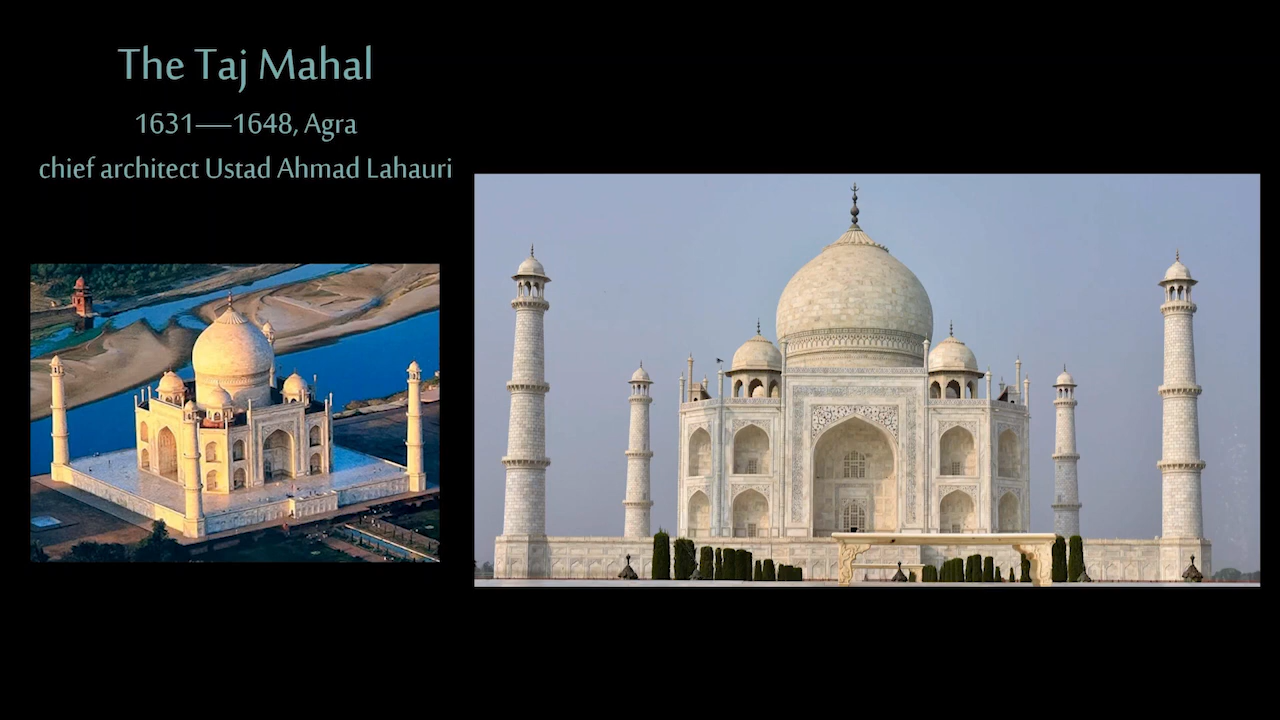 The Taj Mahal
1631—1648, Agra
chief architect Ustad Ahmad Lahauri